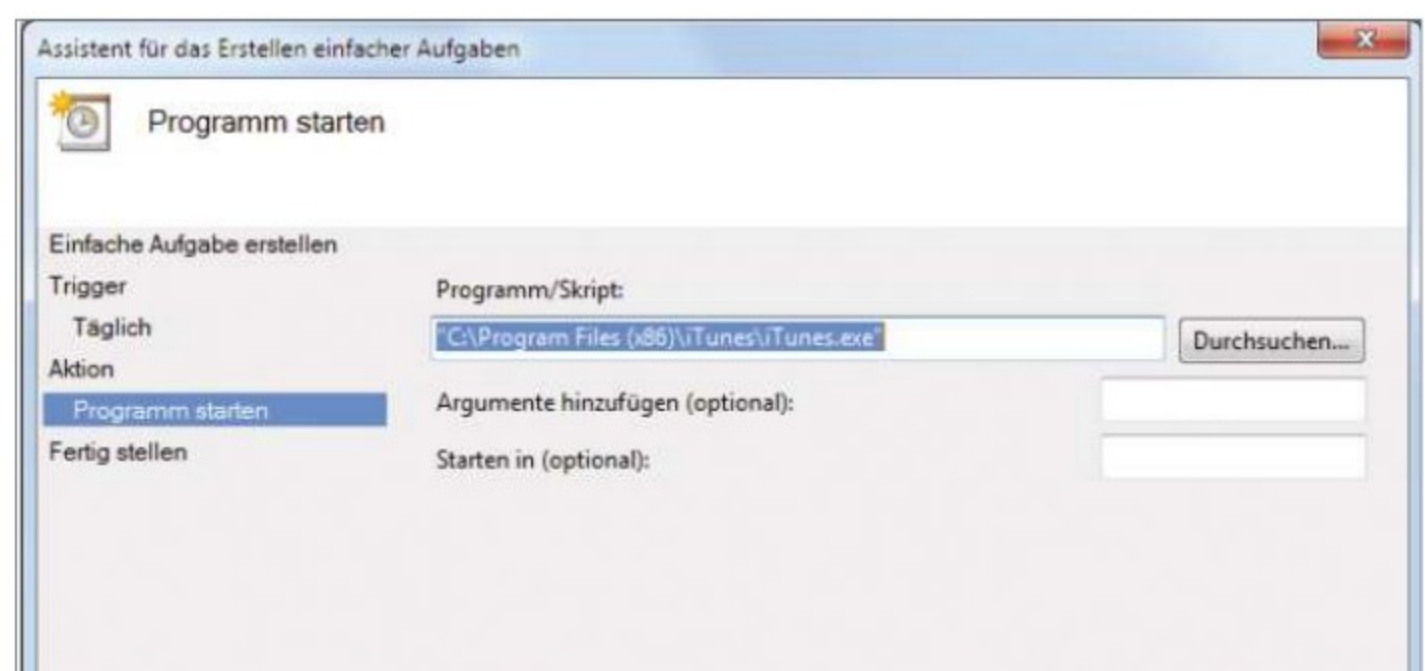 Assistent für das Erstellen einfacher Aufgaben
Programm starten
Einfache Aufgabe erstellen
Trigger
Täglich
Aktion
Programm starten
Fertig stellen
Programm/Skript:
"C:\Program Files (x86)\iTunes\iTunes.exe"
Durchsuchen...
Argumente hinzufügen (optional):
Starten in (optional):